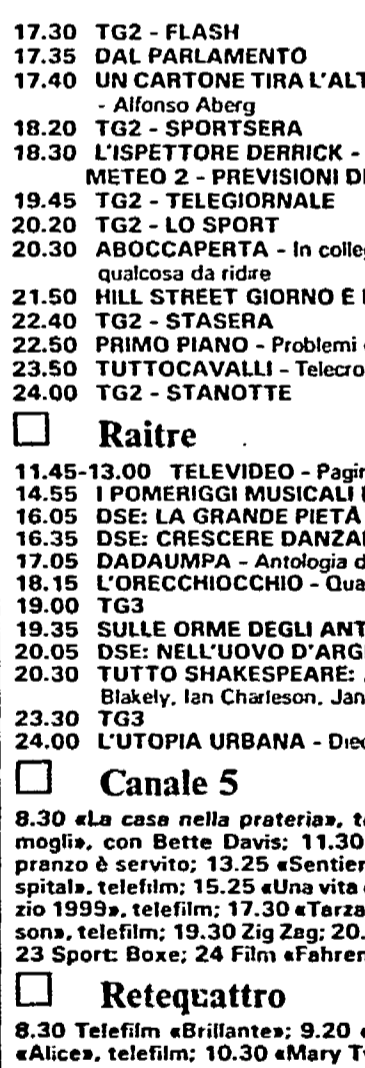 17.30 TG2 - FLASH
17.35 DAL PARLAMENTO
17.40 UN CARTONE TIRA L'ALT
- Alfonso Aberg
18.20 TG2 - SPORTSERA
18.30 L'ISPETTORE DERRICK -
METEO 2 - PREVISIONI DI
19.45 TG2 - TELEGIORNALE
20.20 TG2 - LO SPORT
20.30 ABOCCAPERTA - In colle
qualcosa da ridire
21.50 HILL STREET GIORNO E
22.40 TG2 - STASERA
22.50 PRIMO PIANO - Problemi
23.50 TUTTOCAVALLI - Telecro
24.00 TG2 - STANOTTE
Raitre
11.45-13.00 TELEVIDEO - Pagin
14.55 I POMERIGGI MUSICALI
16.05 DSE: LA GRANDE PIETÀ
16.35 DSE: CRESCERE DANZA
17.05 DADAUMPA - Antologia d
18.15 L'ORECCHIOCCHIO - Qua
19.00 TG3
19.35 SULLE ORME DEGLI ANT
20.05 DSE: NELL'UOVO D'ARG
20.30 TUTTO SHAKESPEARE:
Blakely, Ian Charleson, Jan
23.30 TG3
24.00 L'UTOPIA URBANA - Diec
Canale 5
8.30 «La casa nella prateria», t
mogli», con Bette Davis; 11.30
pranzo è servito; 13.25 «Sentier
spital», telefilm; 15.25 «Una vita
zio 1999», telefilm; 17.30 «Tarza
son», telefilm; 19.30 Zig Zag; 20.
23 Sport: Boxe; 24 Film «Fahren
Retequattro
8.30 Telefilm «Brillante»; 9.20
«Alice», telefilm; 10.30 «Mary T